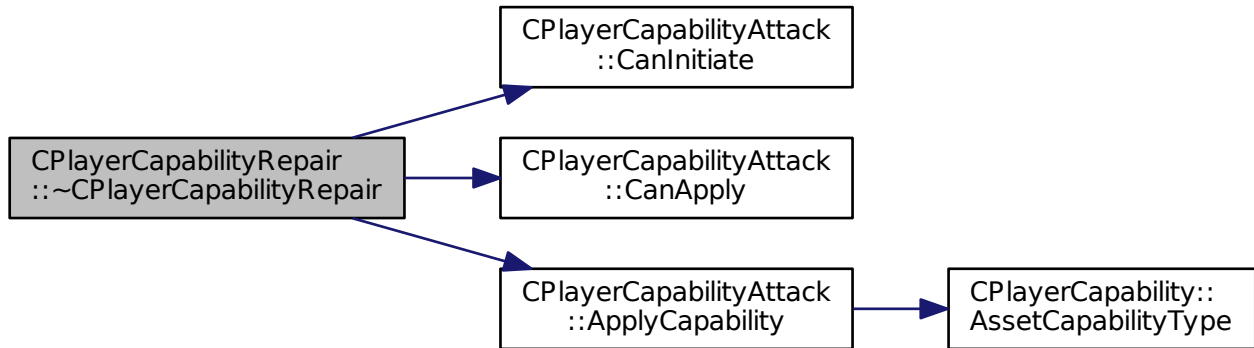 CPlayerCapabilityRepair
::~CPlayerCapabilityRepair
CPlayerCapabilityAttack
::CanInitiate
CPlayerCapabilityAttack
::CanApply
CPlayerCapabilityAttack
::ApplyCapability
CPlayerCapability::
AssetCapabilityType